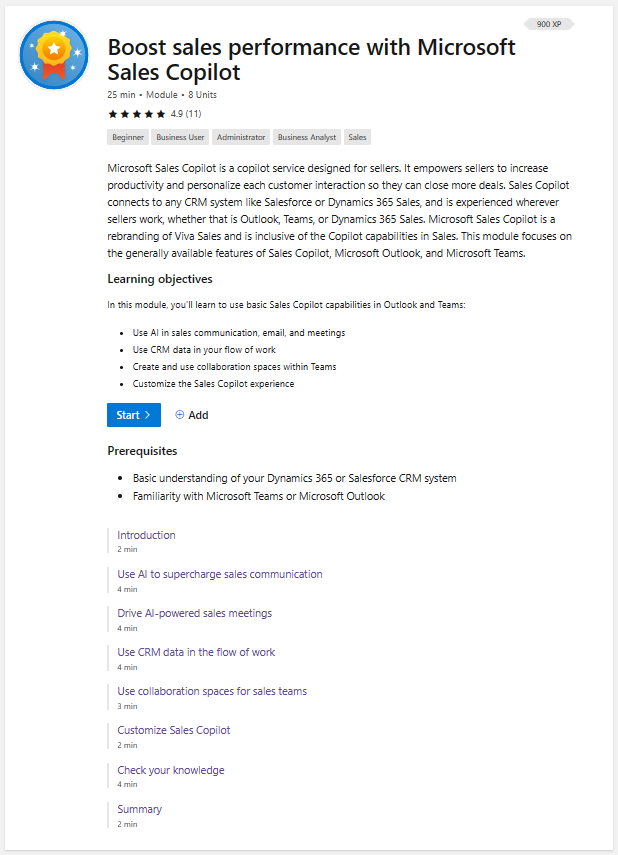 900 XP
Boost sales performance with Microsoft
Sales Copilot
25 min • Module • 8 Units
4.9 (11)
Beginner Business User Administrator Business Analyst Sales
Microsoft Sales Copilot is a copilot service designed for sellers. It empowers sellers to increase
productivity and personalize each customer interaction so they can close more deals. Sales Copilot
connects to any CRM system like Salesforce or Dynamics 365 Sales, and is experienced wherever
sellers work, whether that is Outlook, Teams, or Dynamics 365 Sales. Microsoft Sales Copilot is a
rebranding of Viva Sales and is inclusive of the Copilot capabilities in Sales. This module focuses on
the generally available features of Sales Copilot, Microsoft Outlook, and Microsoft Teams.
Learning objectives
In this module, you'll learn to use basic Sales Copilot capabilities in Outlook and Teams:
• Use AI in sales communication, email, and meetings
• Use CRM data in your flow of work
• Create and use collaboration spaces within Teams
• Customize the Sales Copilot experience
Start > Add
Prerequisites
• Basic understanding of your Dynamics 365 or Salesforce CRM system
• Familiarity with Microsoft Teams or Microsoft Outlook
Introduction
2 min
Use AI to supercharge sales communication
4 min
Drive AI-powered sales meetings
4 min
Use CRM data in the flow of work
4 min
Use collaboration spaces for sales teams
3 min
Customize Sales Copilot
2 min
Check your knowledge
4 min
Summary
2 min